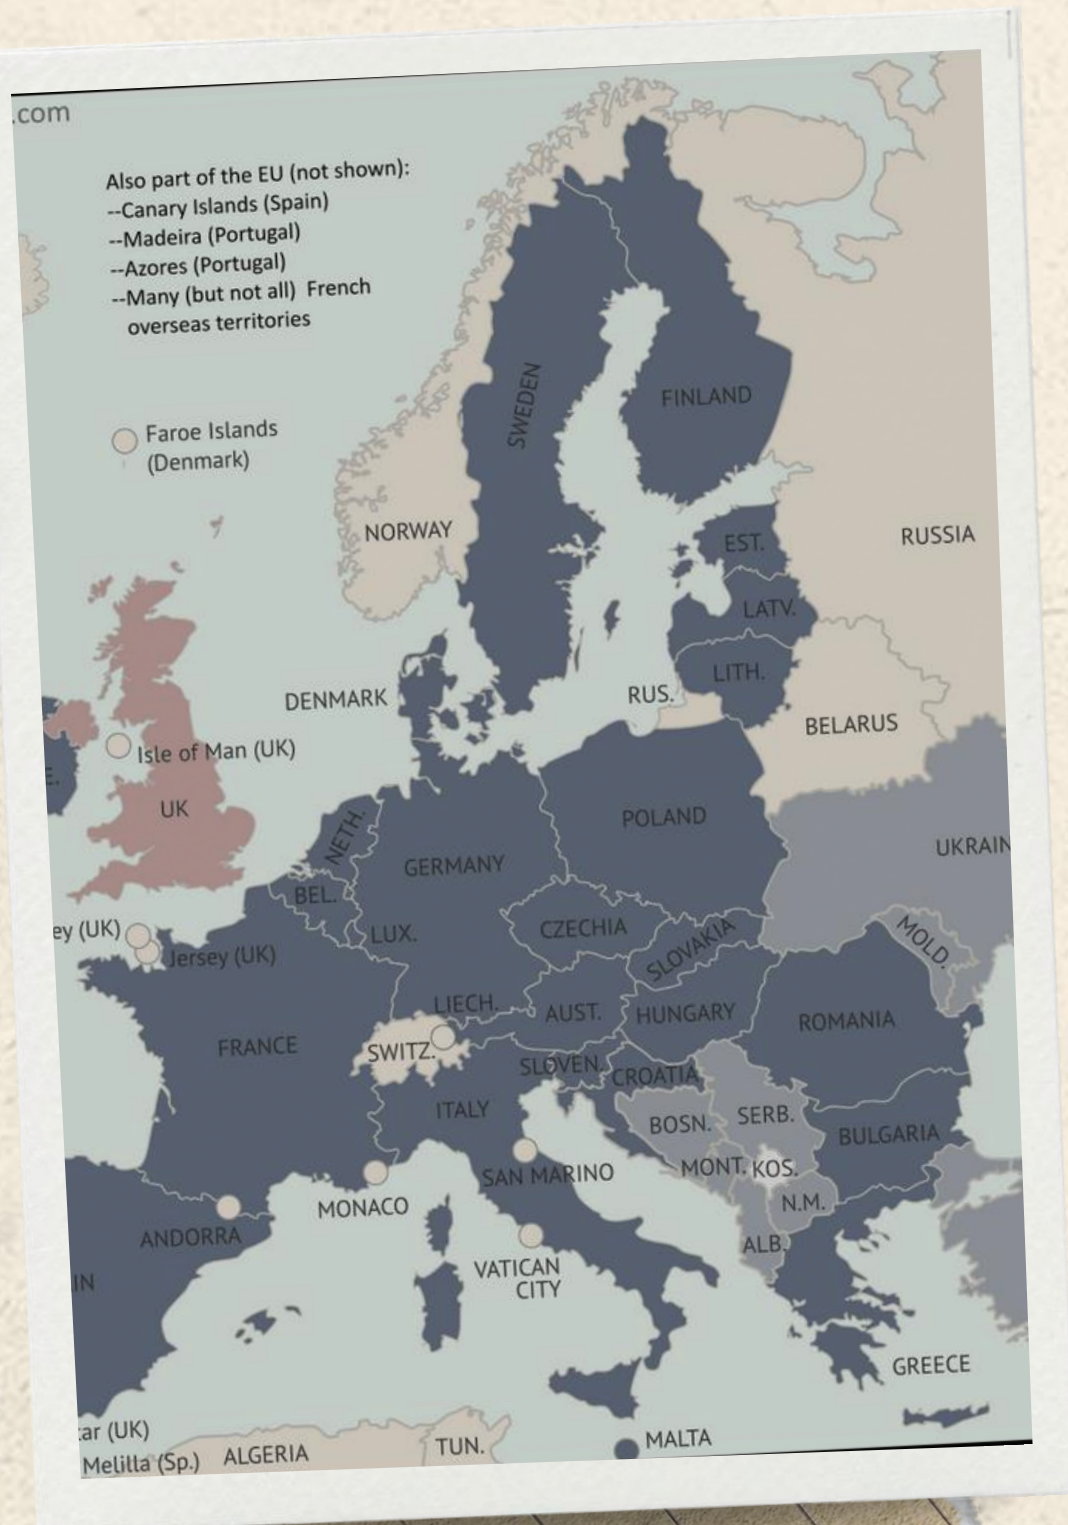 .com
Also part of the EU (not shown):
--Canary Islands (Spain)
--Madeira (Portugal)
--Azores (Portugal)
--Many (but not all) French
overseas territories
Faroe Islands
(Denmark)
SWEDEN
FINLAND
NORWAY
RUSSIA
EST.
LATV.
LITH.
DENMARK
RUS.
BELARUS
Isle of Man (UK)
E.
UK
NETH.
POLAND
UKRAIN
GERMANY
BEL.
CZECHIA
ey (UK)
LUX.
SLOVAKIA
MOLD.
Jersey (UK)
LIECH.
AUST.
HUNGARY
ROMANIA
FRANCE
SWITZ.
SLOVEN.
CROATIA
ITALY
BOSN.
SERB.
BULGARIA
SAN MARINO
MONT.
KOS.
MONACO
N.M.
ANDORRA
ALB.
VATICAN
CITY
IN
GREECE
tar (UK)
MALTA
Melilla (Sp.)
ALGERIA
TUN.